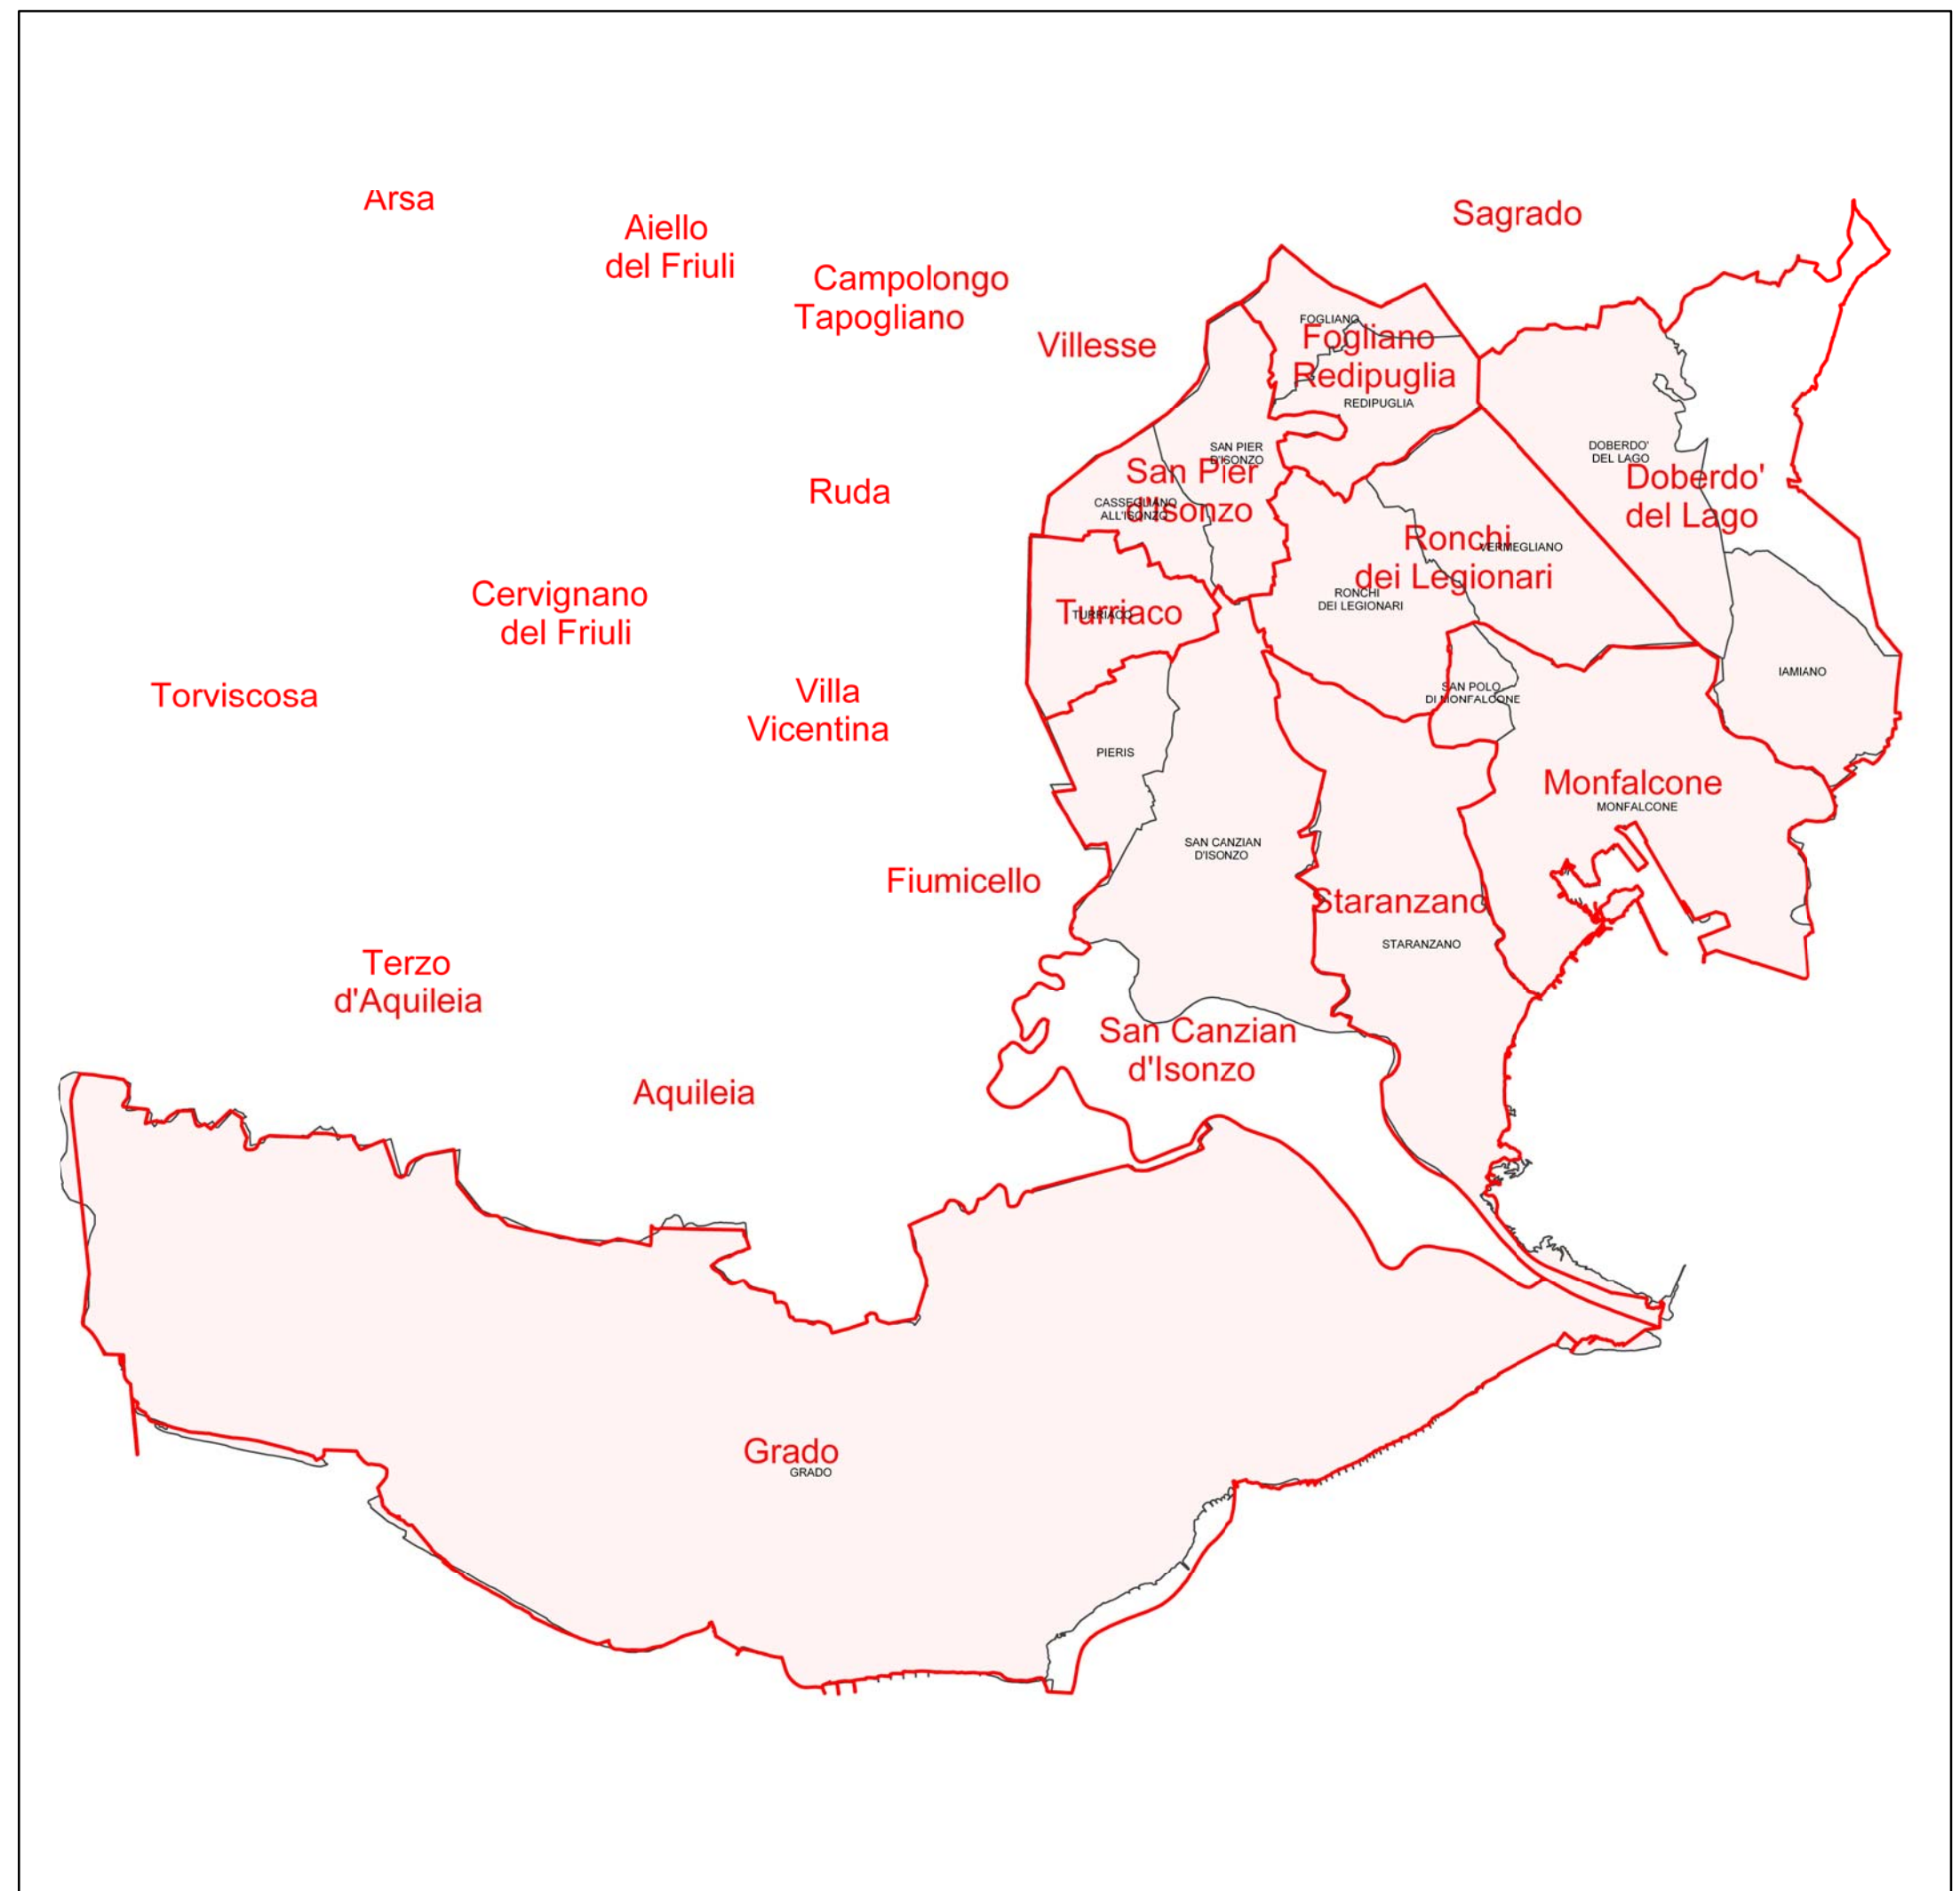 Arsa
Sagrado
Aiello
del Friuli
Campolongo
Tapogliano
Villesse
FOGLIANO
Fogliano
Redipuglia
REDIPUGLIA
SAN PIER
D'ISONZO
San Pier
d'Isonzo
CASSEGLIANO
ALL'ISONZO
DOBERDO'
DEL LAGO
Doberdo'
del Lago
Ruda
Ronchi
dei Legionari
VERMEGLIANO
RONCHI
DEI LEGIONARI
Cervignano
del Friuli
Turriaco
TURRIACO
Torviscosa
Villa
Vicentina
SAN POLO
DI MONFALCONE
IAMIANO
PIERIS
Monfalcone
MONFALCONE
SAN CANZIAN
D'ISONZO
Fiumicello
Staranzano
STARANZANO
Terzo
d'Aquileia
San Canzian
d'Isonzo
Aquileia
Grado
GRADO